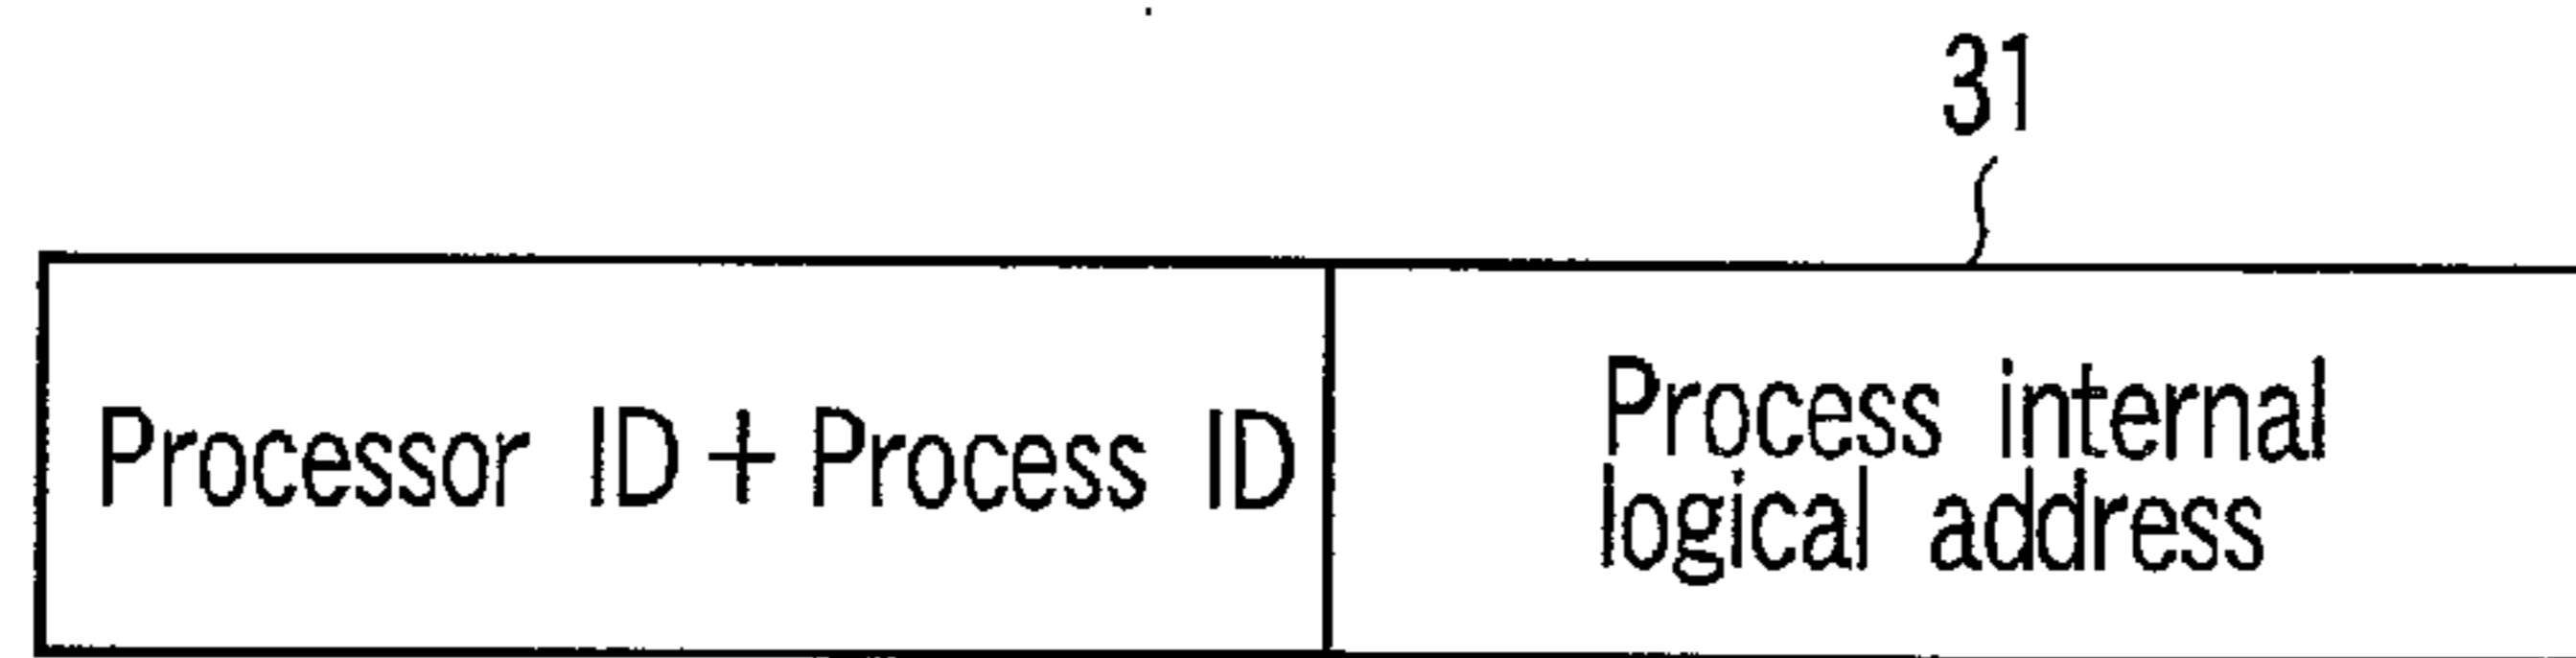 31
Processor ID + Process ID
Process internal
logical address